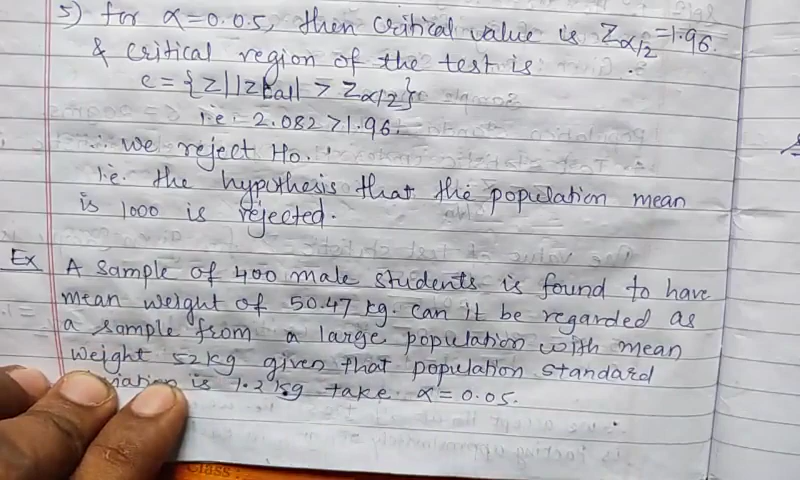 5) for α=0.05, then critical value is Zα/2=1.96.
& critical region of the test is
c = {Z||Zcal| > Zα/2}
i.e. 2.082>1.96.
∴ we reject Ho.
i.e. the hypothesis that the population mean
is 1000 is rejected.
Ex A sample of 400 male students is found to have
mean weight of 50.47 kg. can it be regarded as
a sample from a large population with mean
weight 52 kg given that population standard
is kg take α=0.05.
Class: